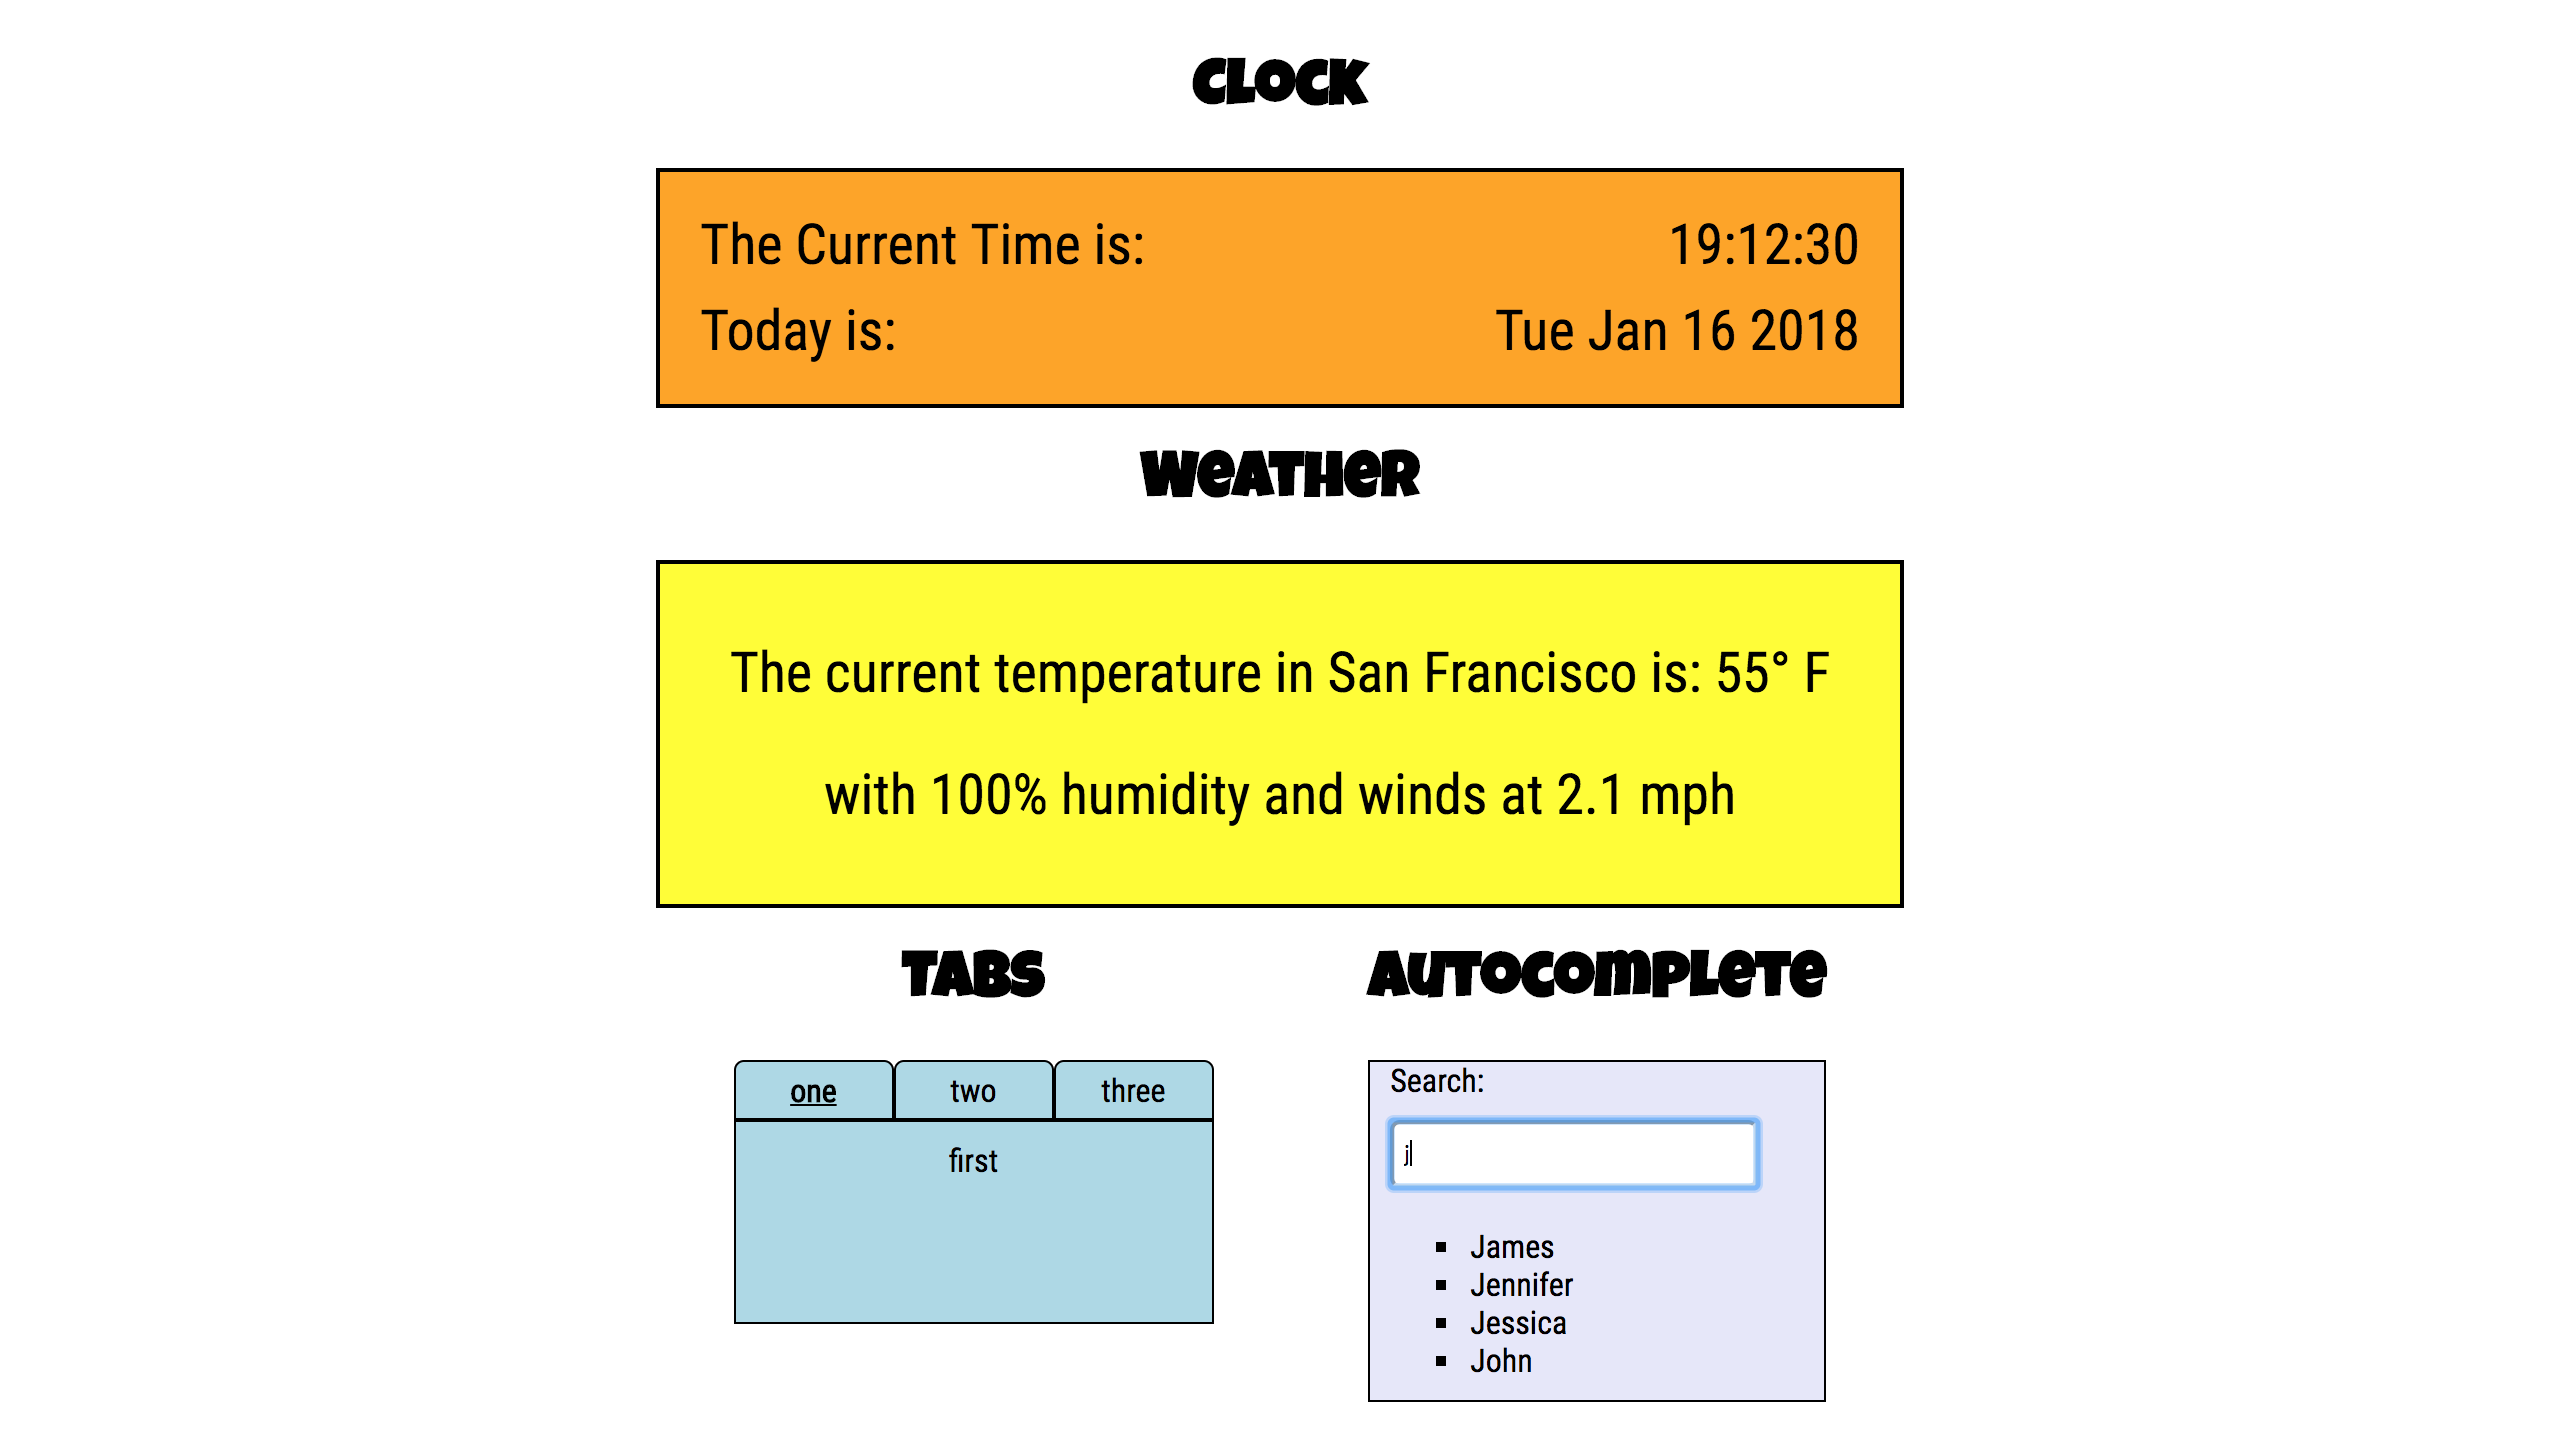 Clock
The Current Time is: 19:12:30
Today is: Tue Jan 16 2018
Weather
The current temperature in San Francisco is: 55° F
with 100% humidity and winds at 2.1 mph
Tabs
one two three
first
Autocomplete
Search:
j
James
Jennifer
Jessica
John